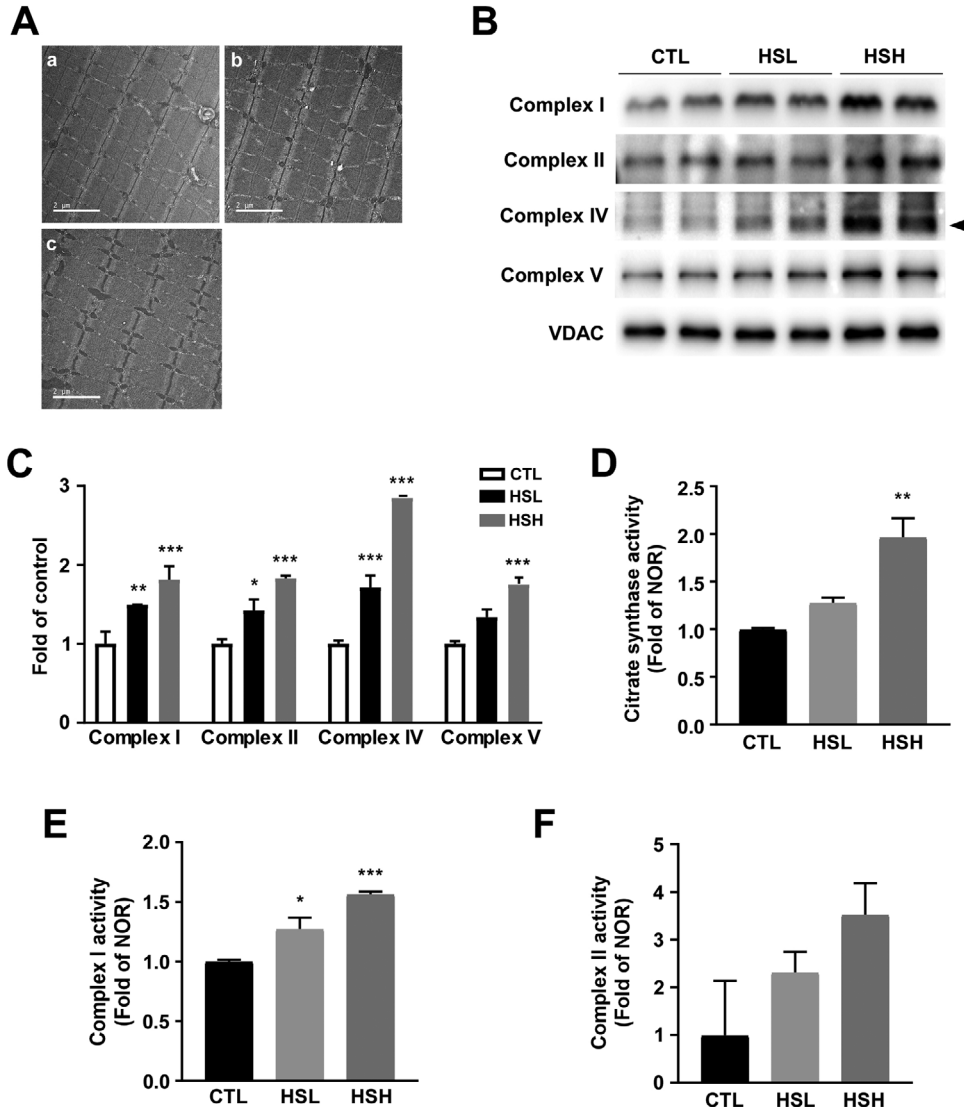 A
a
b
2 µm
2 µm
c
2 µm
B
CTL HSL HSH
Complex I
Complex II
Complex IV
Complex V
VDAC
C
Fold of control
3
2
1
0
** *** * *** *** *** ***
CTL
HSL
HSH
Complex I Complex II Complex IV Complex V
D
Citrate synthase activity
(Fold of NOR)
2.5
2.0
1.5
1.0
0.5
0.0
**
CTL HSL HSH
E
Complex I activity
(Fold of NOR)
2.0
1.5
1.0
0.5
0.0
* ***
CTL HSL HSH
F
Complex II activity
(Fold of NOR)
5
4
3
2
1
0
CTL HSL HSH